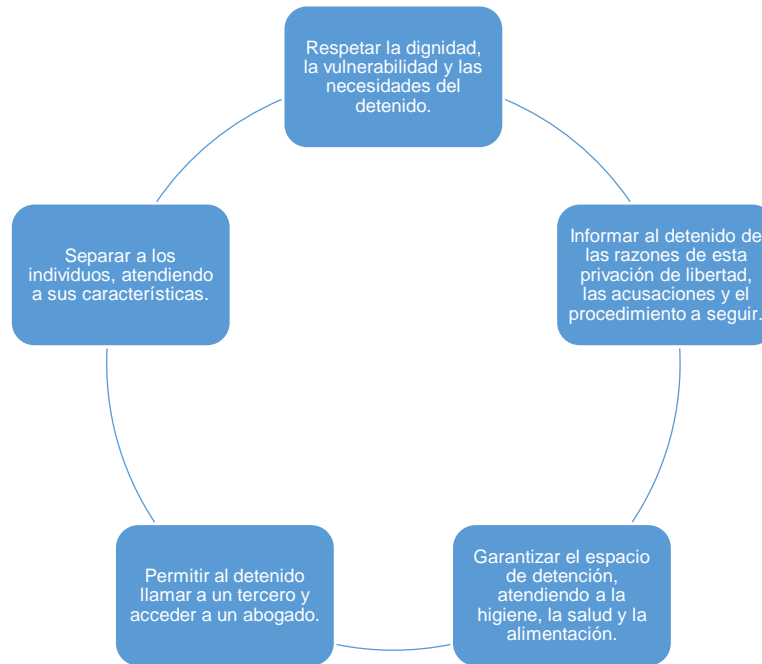 Respetar la dignidad,
la vulnerabilidad y las
necesidades del
detenido.
Informar al detenido de
las razones de esta
privación de libertad,
las acusaciones y el
procedimiento a seguir.
Garantizar el espacio
de detención,
atendiendo a la
higiene, la salud y la
alimentación.
Permitir al detenido
llamar a un tercero y
acceder a un abogado.
Separar a los
individuos, atendiendo
a sus características.